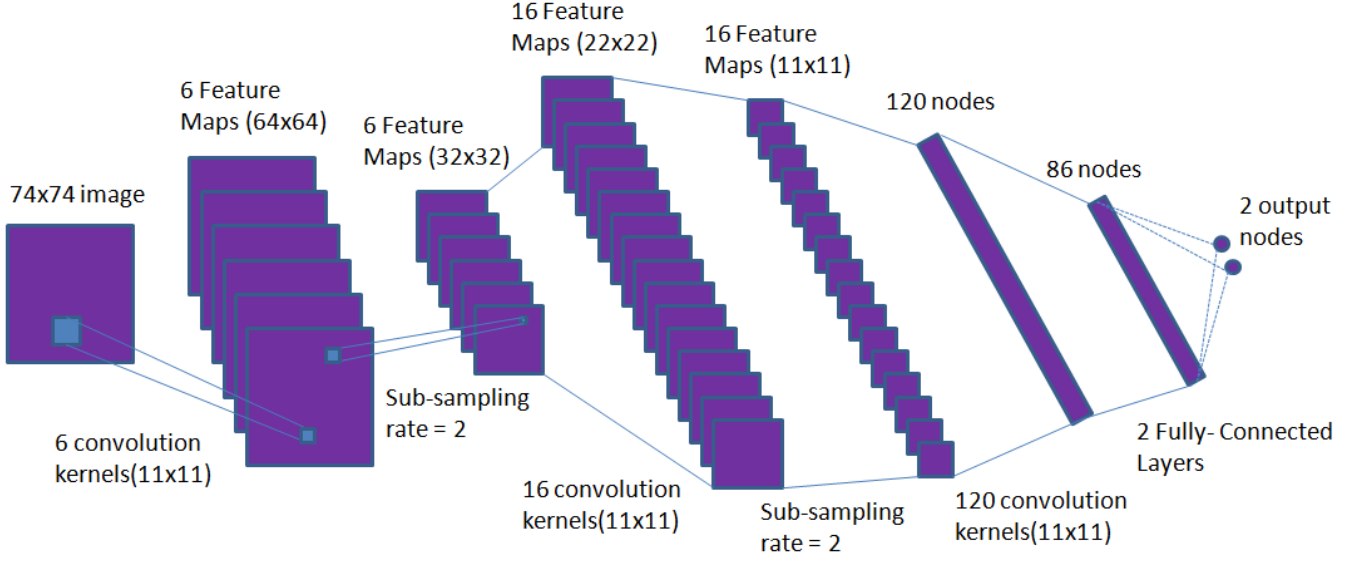 74x74 image
6 Feature
Maps (64x64)
6 Feature
Maps (32x32)
16 Feature
Maps (22x22)
16 Feature
Maps (11x11)
120 nodes
86 nodes
2 output
nodes
6 convolution
kernels(11x11)
Sub-sampling
rate = 2
16 convolution
kernels(11x11)
Sub-sampling
rate = 2
120 convolution
kernels(11x11)
2 Fully- Connected
Layers